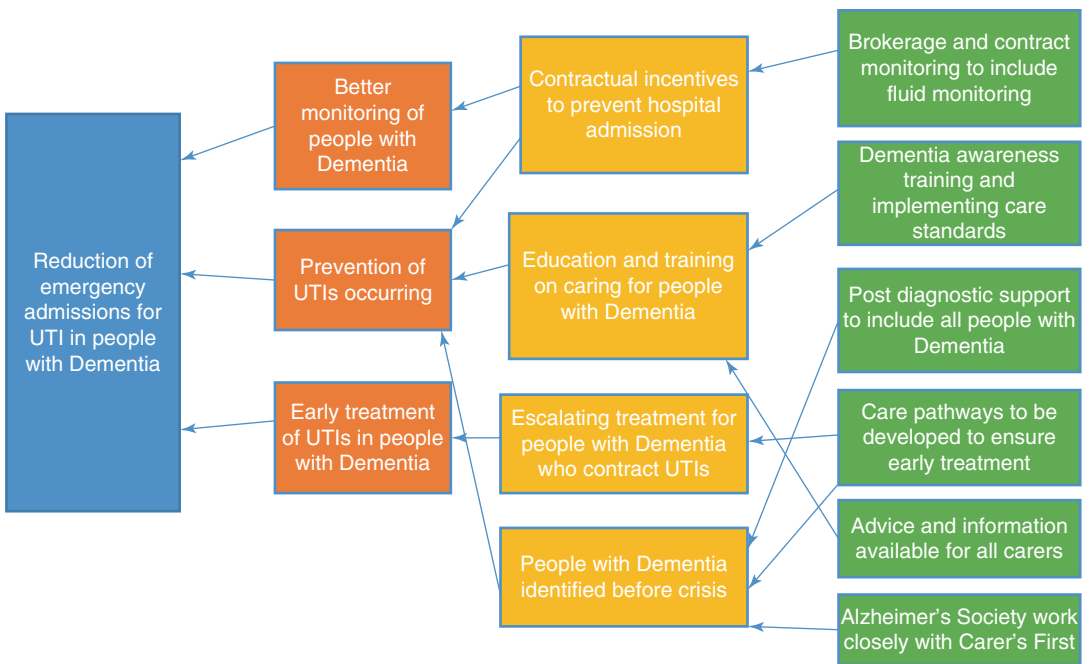 Reduction of
emergency
admissions for
UTI in people
with Dementia
Better
monitoring of
people with
Dementia
Prevention of
UTIs occurring
Early treatment
of UTIs in people
with Dementia
Contractual incentives
to prevent hospital
admission
Education and training
on caring for people
with Dementia
Escalating treatment for
people with Dementia
who contract UTIs
People with Dementia
identified before crisis
Brokerage and contract
monitoring to include
fluid monitoring
Dementia awareness
training and
implementing care
standards
Post diagnostic support
to include all people with
Dementia
Care pathways to be
developed to ensure
early treatment
Advice and information
available for all carers
Alzheimer’s Society work
closely with Carer’s First